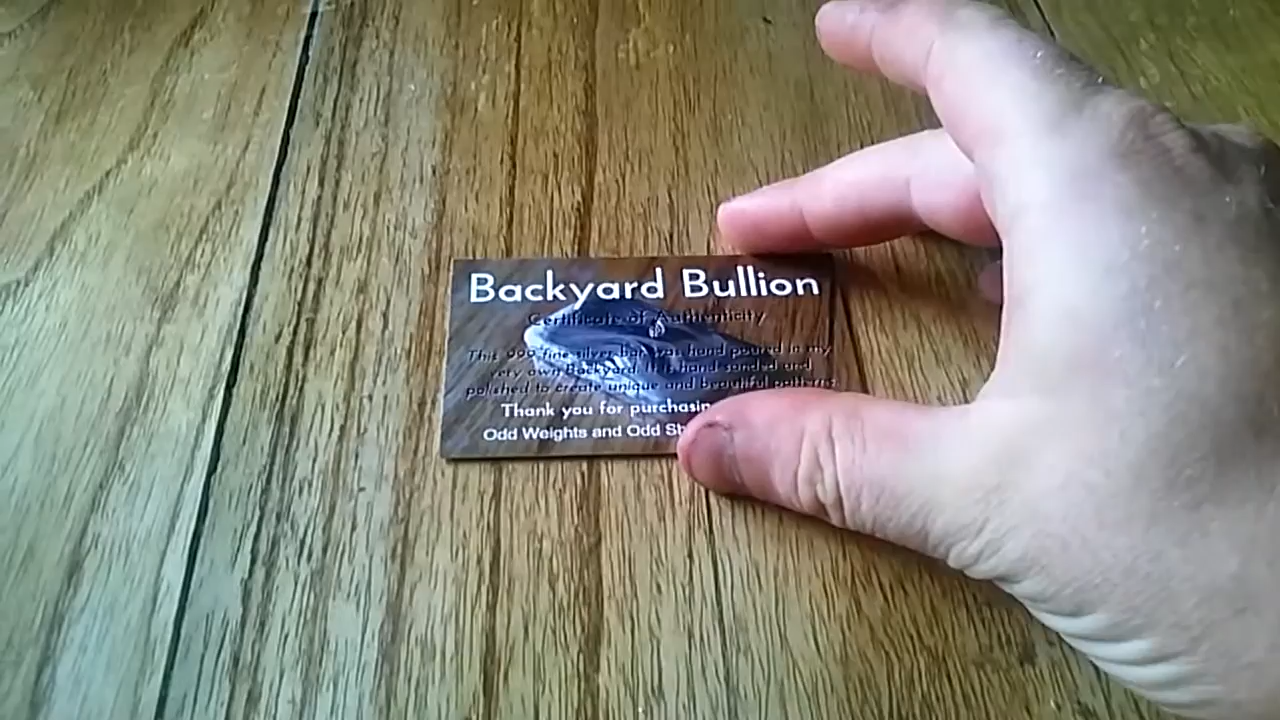 Backyard Bullion
Certificate of Authenticity
This 999 fine silver bar was hand poured in my
very own Backyard. It is hand sanded and
polished to create unique and beautiful patterns.
Thank you for
Odd Weights and Odd